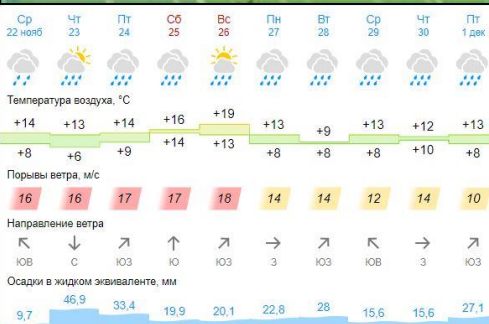 Ср Чт Пт Сб Вс Пн Вт Ср Чт Пт
22 нояб 23 24 25 26 27 28 29 30 1 дек
Температура воздуха, °C
+14 +13 +14 +16 +19 +13 +9 +13 +12 +13
+8 +6 +9 +14 +13 +8 +8 +8 +10 +8
Порывы ветра, м/с
16 16 17 17 18 14 14 12 14 10
Направление ветра
ЮВ С ЮЗ Ю ЮЗ З ЮЗ ЮВ З ЮЗ
Осадки в жидком эквиваленте, мм
9,7 46,9 33,4 19,9 20,1 22,8 28 15,6 15,6 27,1